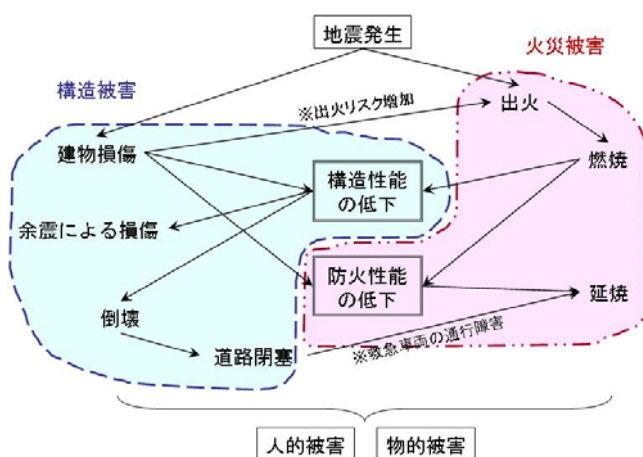 地震発生
火災被害
構造被害
※出火リスク増加
出火
建物損傷
燃焼
構造性能
の低下
余震による損傷
防火性能
の低下
延焼
倒壊
※救急車両の通行障害
道路閉塞
人的被害
物的被害